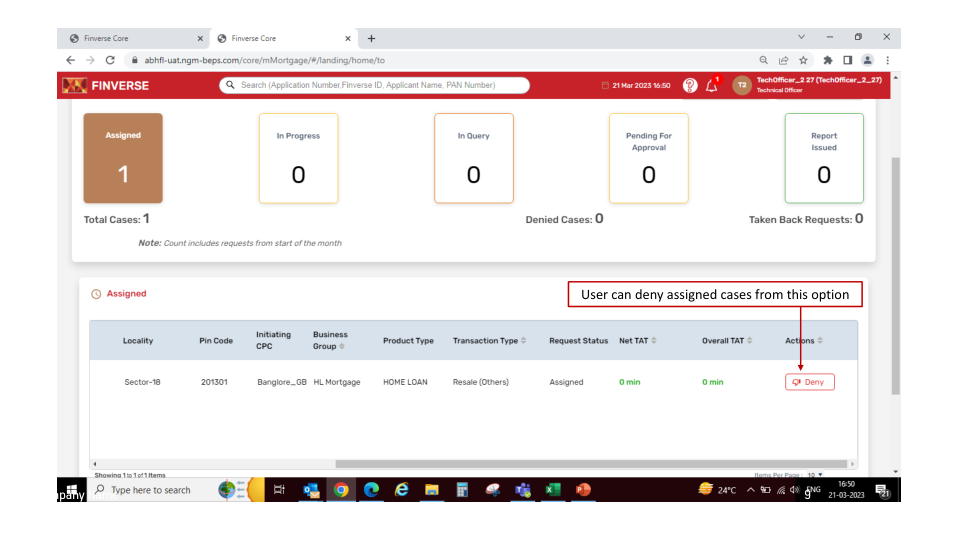 Finverse Core
Finverse Core
abhfl-uat.ngm-beps.com/core/mMortgage/#/landing/home/to
FINVERSE
Search (Application Number,Finverse ID, Applicant Name, PAN Number)
21 Mar 2023 16:50
1
T2
TechOfficer_2 27 (TechOfficer_2_27)
Technical Officer
Assigned
1
In Progress
0
In Query
0
Pending For
Approval
0
Report
Issued
0
Total Cases: 1
Denied Cases: 0
Taken Back Requests: 0
Note: Count includes requests from start of the month
Assigned
User can deny assigned cases from this option
Locality Pin Code Initiating CPC Business Group Product Type Transaction Type Request Status Net TAT Overall TAT Actions
Sector-18 201301 Banglore_GB HL Mortgage HOME LOAN Resale (Others) Assigned 0 min 0 min Deny
Showing 1 to 1 of 1 Items
Items Per Page: 10
Type here to search
24°C
ENG
16:50
21-03-2023
21
9